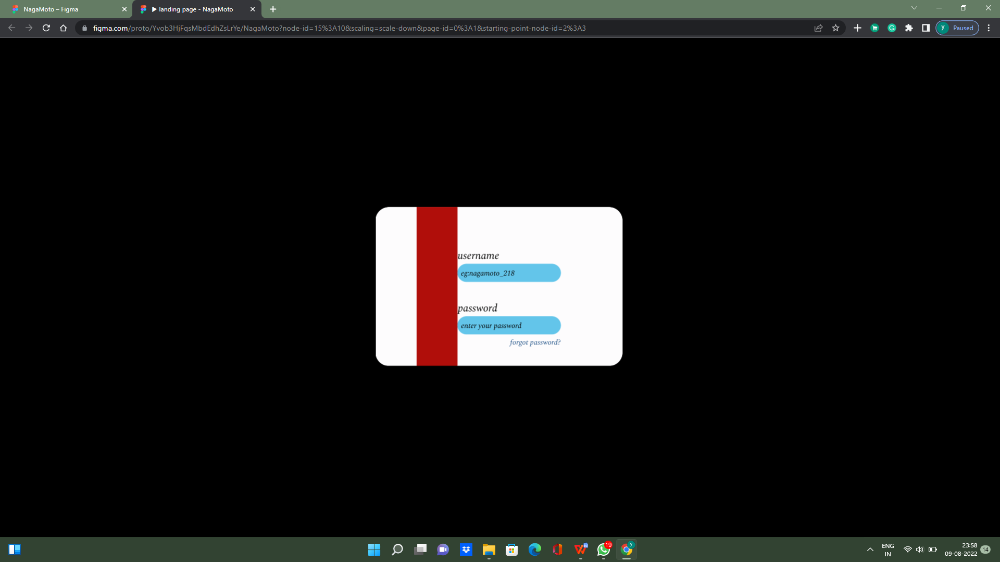 NagaMoto – Figma
landing page - NagaMoto
figma.com/proto/Yvob3HjFqsMbdEdhZsLrYe/NagaMoto?node-id=15%3A10&scaling=scale-down&page-id=0%3A1&starting-point-node-id=2%3A3
y Paused
username
eg:nagamoto_218
password
enter your password
forgot password?
19
y
ENG
IN
23:58
09-08-2022
14